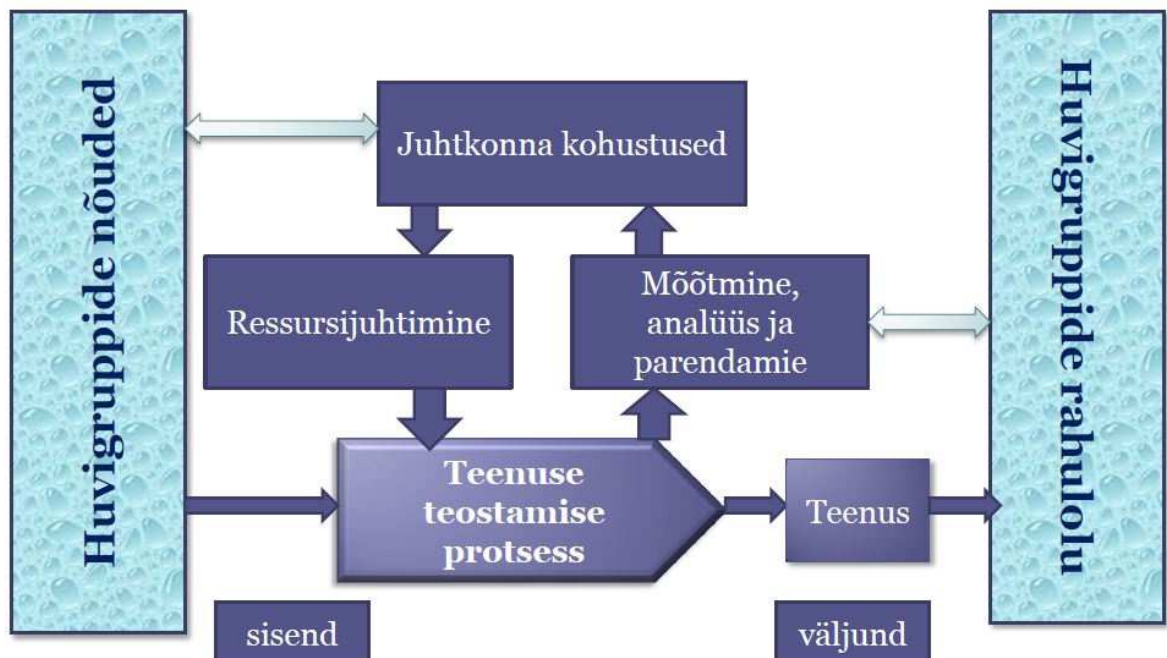 Huvigruppide nõuded
Juhtkonna kohustused
Ressursijuhtimine
Mõõtmine,
analüüs ja
parendamie
Teenuse
teostamise
protsess
Teenus
Huvigruppide rahulolu
sisend
väljund